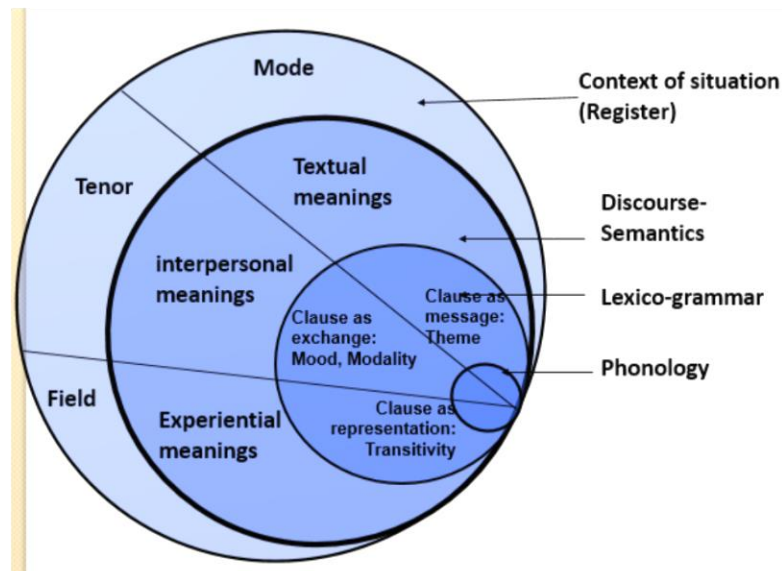 Mode
Context of situation
(Register)
Tenor
Textual
meanings
Discourse-
Semantics
interpersonal
meanings
Lexico-grammar
Clause as
message:
Theme
Clause as
exchange:
Mood, Modality
Phonology
Field
Experiential
meanings
Clause as
representation:
Transitivity